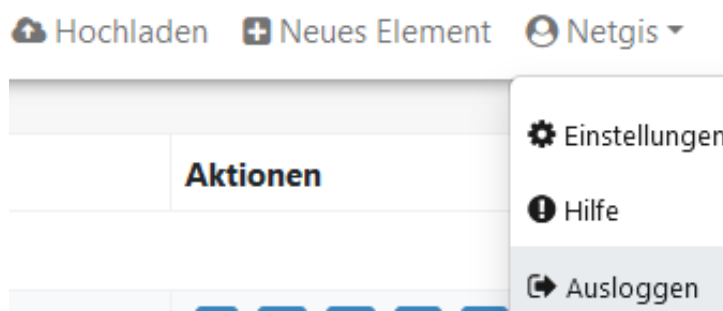 Hochladen Neues Element Netgis
Einstellungen
Aktionen
Hilfe
Ausloggen